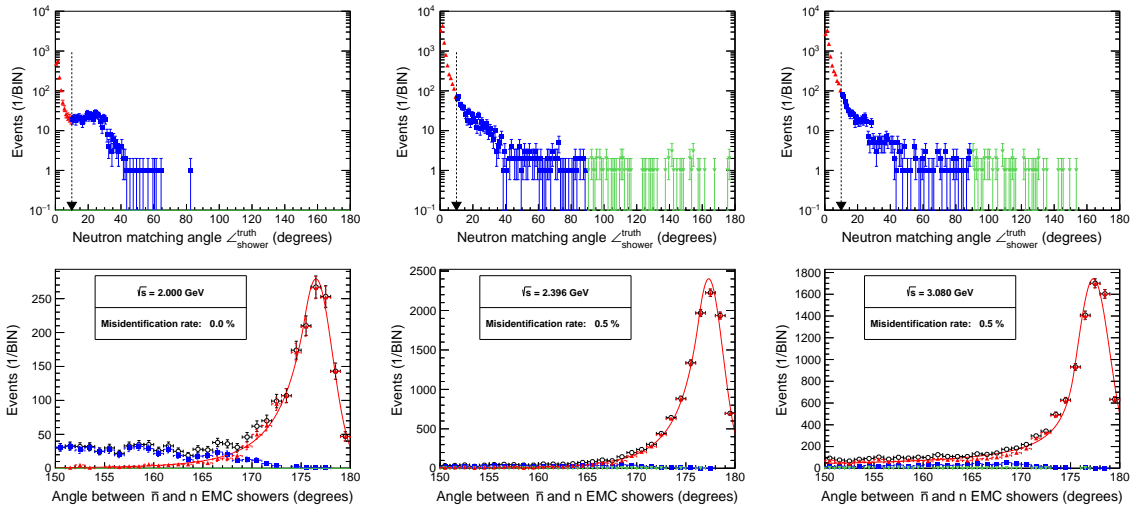 Events (1/BIN)
10⁴
10³
10²
10
1
10⁻¹
0 20 40 60 80 100 120 140 160 180
Neutron matching angle ∠truth shower (degrees)
Events (1/BIN)
10⁴
10³
10²
10
1
10⁻¹
0 20 40 60 80 100 120 140 160 180
Neutron matching angle ∠truth shower (degrees)
Events (1/BIN)
10⁴
10³
10²
10
1
10⁻¹
0 20 40 60 80 100 120 140 160 180
Neutron matching angle ∠truth shower (degrees)
Events (1/BIN)
250
200
150
100
50
0
√s = 2.000 GeV
Misidentification rate: 0.0 %
150 155 160 165 170 175 180
Angle between n̅ and n EMC showers (degrees)
Events (1/BIN)
2500
2000
1500
1000
500
0
√s = 2.396 GeV
Misidentification rate: 0.5 %
150 155 160 165 170 175 180
Angle between n̅ and n EMC showers (degrees)
Events (1/BIN)
1800
1600
1400
1200
1000
800
600
400
200
0
√s = 3.080 GeV
Misidentification rate: 0.5 %
150 155 160 165 170 175 180
Angle between n̅ and n EMC showers (degrees)